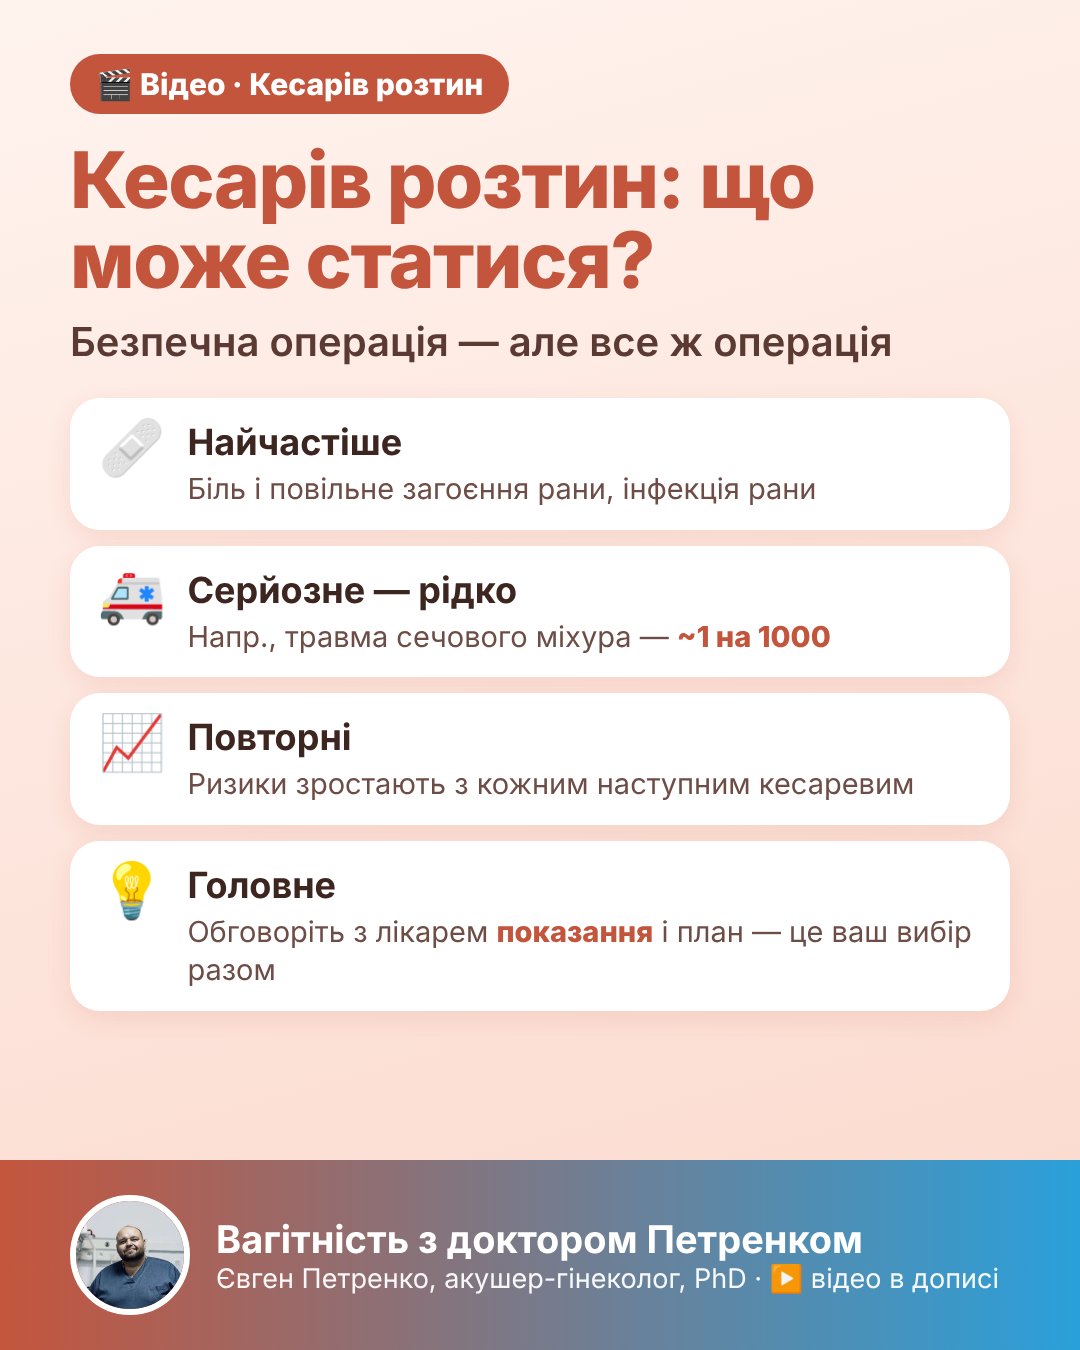 🎬 Відео · Кесарів розтин
Кесарів розтин: що
може статися?
Безпечна операція — але все ж операція
Найчастіше
Біль і повільне загоєння рани, інфекція рани
Серйозне — рідко
Напр., травма сечового міхура — ~1 на 1000
Повторні
Ризики зростають з кожним наступним кесаревим
Головне
Обговоріть з лікарем показання і план — це ваш вибір
разом
Вагітність з доктором Петренком
Євген Петренко, акушер-гінеколог, PhD · ▶️ відео в дописі